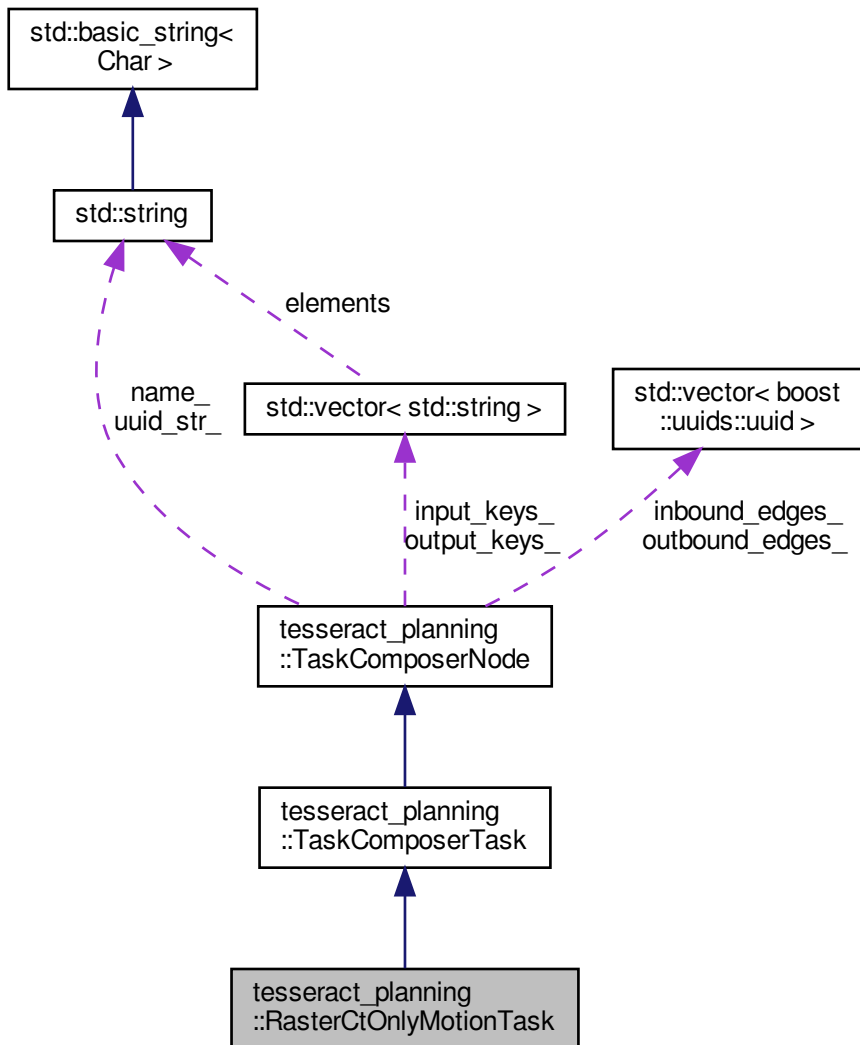 std::basic_string<
Char >
std::string
elements
name_
uuid_str_
std::vector< std::string >
std::vector< boost
::uuids::uuid >
input_keys_
output_keys_
inbound_edges_
outbound_edges_
tesseract_planning
::TaskComposerNode
tesseract_planning
::TaskComposerTask
tesseract_planning
::RasterCtOnlyMotionTask